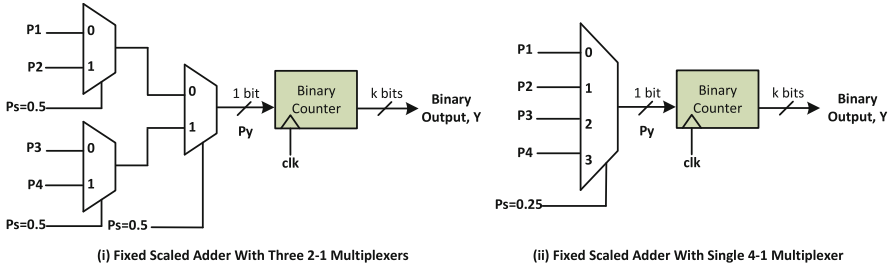 P1
0
P2
1
Ps=0.5
P3
0
P4
1
Ps=0.5
Ps=0.5
0
1
1 bit
Py
Binary
Counter
clk
k bits
Binary
Output, Y
(i) Fixed Scaled Adder With Three 2-1 Multiplexers
P1
0
P2
1
P3
2
P4
3
Ps=0.25
1 bit
Py
Binary
Counter
clk
k bits
Binary
Output, Y
(ii) Fixed Scaled Adder With Single 4-1 Multiplexer